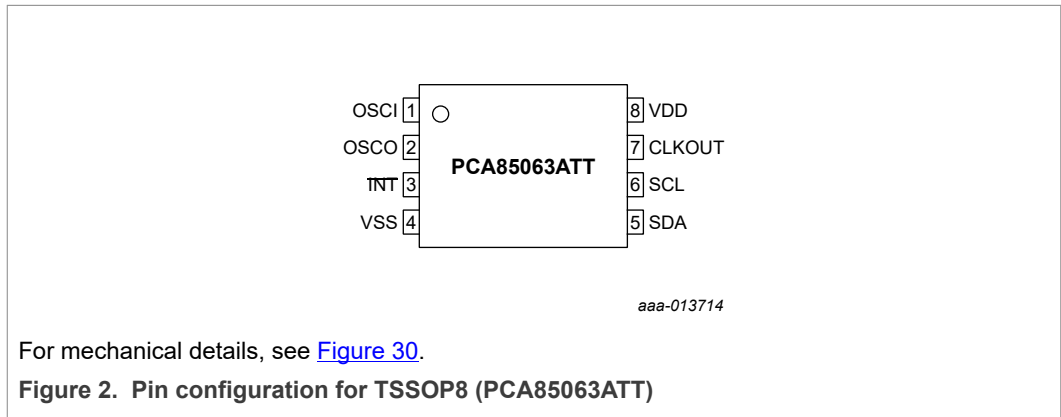 OSCI 1 8 VDD
OSCO 2 7 CLKOUT
PCA85063ATT
INT 3 6 SCL
VSS 4 5 SDA
aaa-013714
For mechanical details, see Figure 30.
Figure 2. Pin configuration for TSSOP8 (PCA85063ATT)